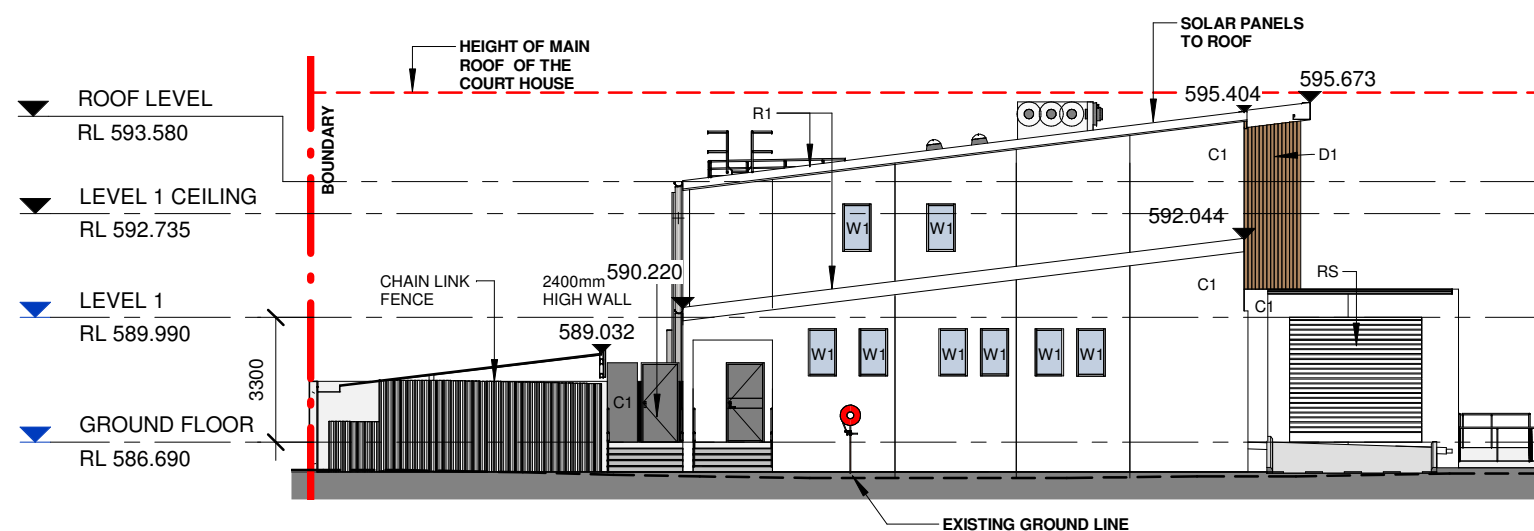 SOLAR PANELS
TO ROOF
HEIGHT OF MAIN
ROOF OF THE
COURT HOUSE
595.673
595.404
ROOF LEVEL
RL 593.580
BOUNDARY
R1
C1
D1
LEVEL 1 CEILING
RL 592.735
592.044
W1
W1
CHAIN LINK
FENCE
2400mm
HIGH WALL
590.220
RS
C1
C1
LEVEL 1
RL 589.990
589.032
W1
W1
W1
W1
W1
W1
3300
C1
GROUND FLOOR
RL 586.690
EXISTING GROUND LINE